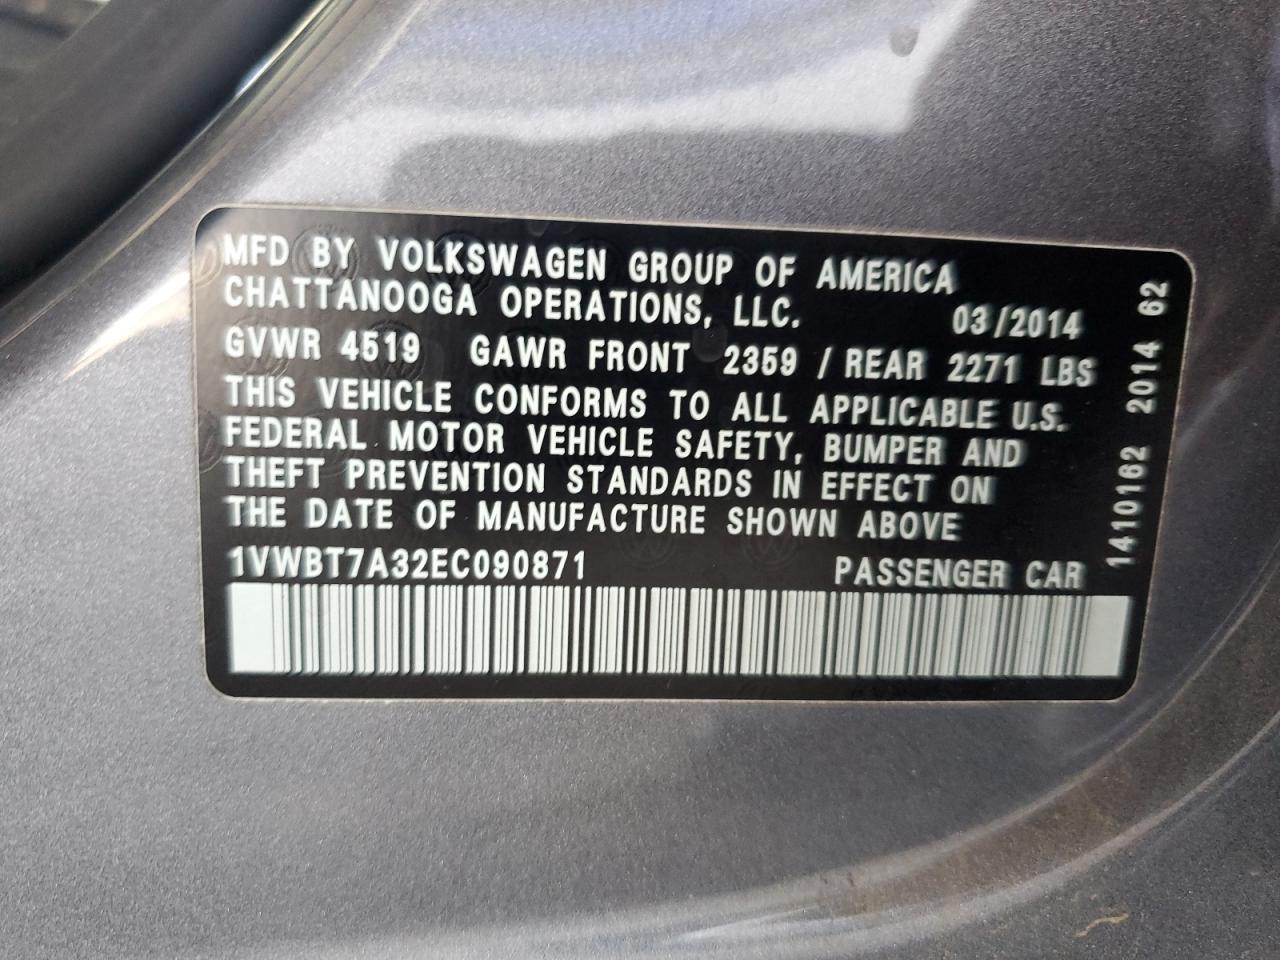 MFD BY VOLKSWAGEN GROUP OF AMERICA
CHATTANOOGA OPERATIONS, LLC. 03/2014
GVWR 4519 GAWR FRONT 2359 / REAR 2271 LBS
THIS VEHICLE CONFORMS TO ALL APPLICABLE U.S.
FEDERAL MOTOR VEHICLE SAFETY, BUMPER AND
THEFT PREVENTION STANDARDS IN EFFECT ON
THE DATE OF MANUFACTURE SHOWN ABOVE
1VWBT7A32EC090871 PASSENGER CAR
1410162 2014 62